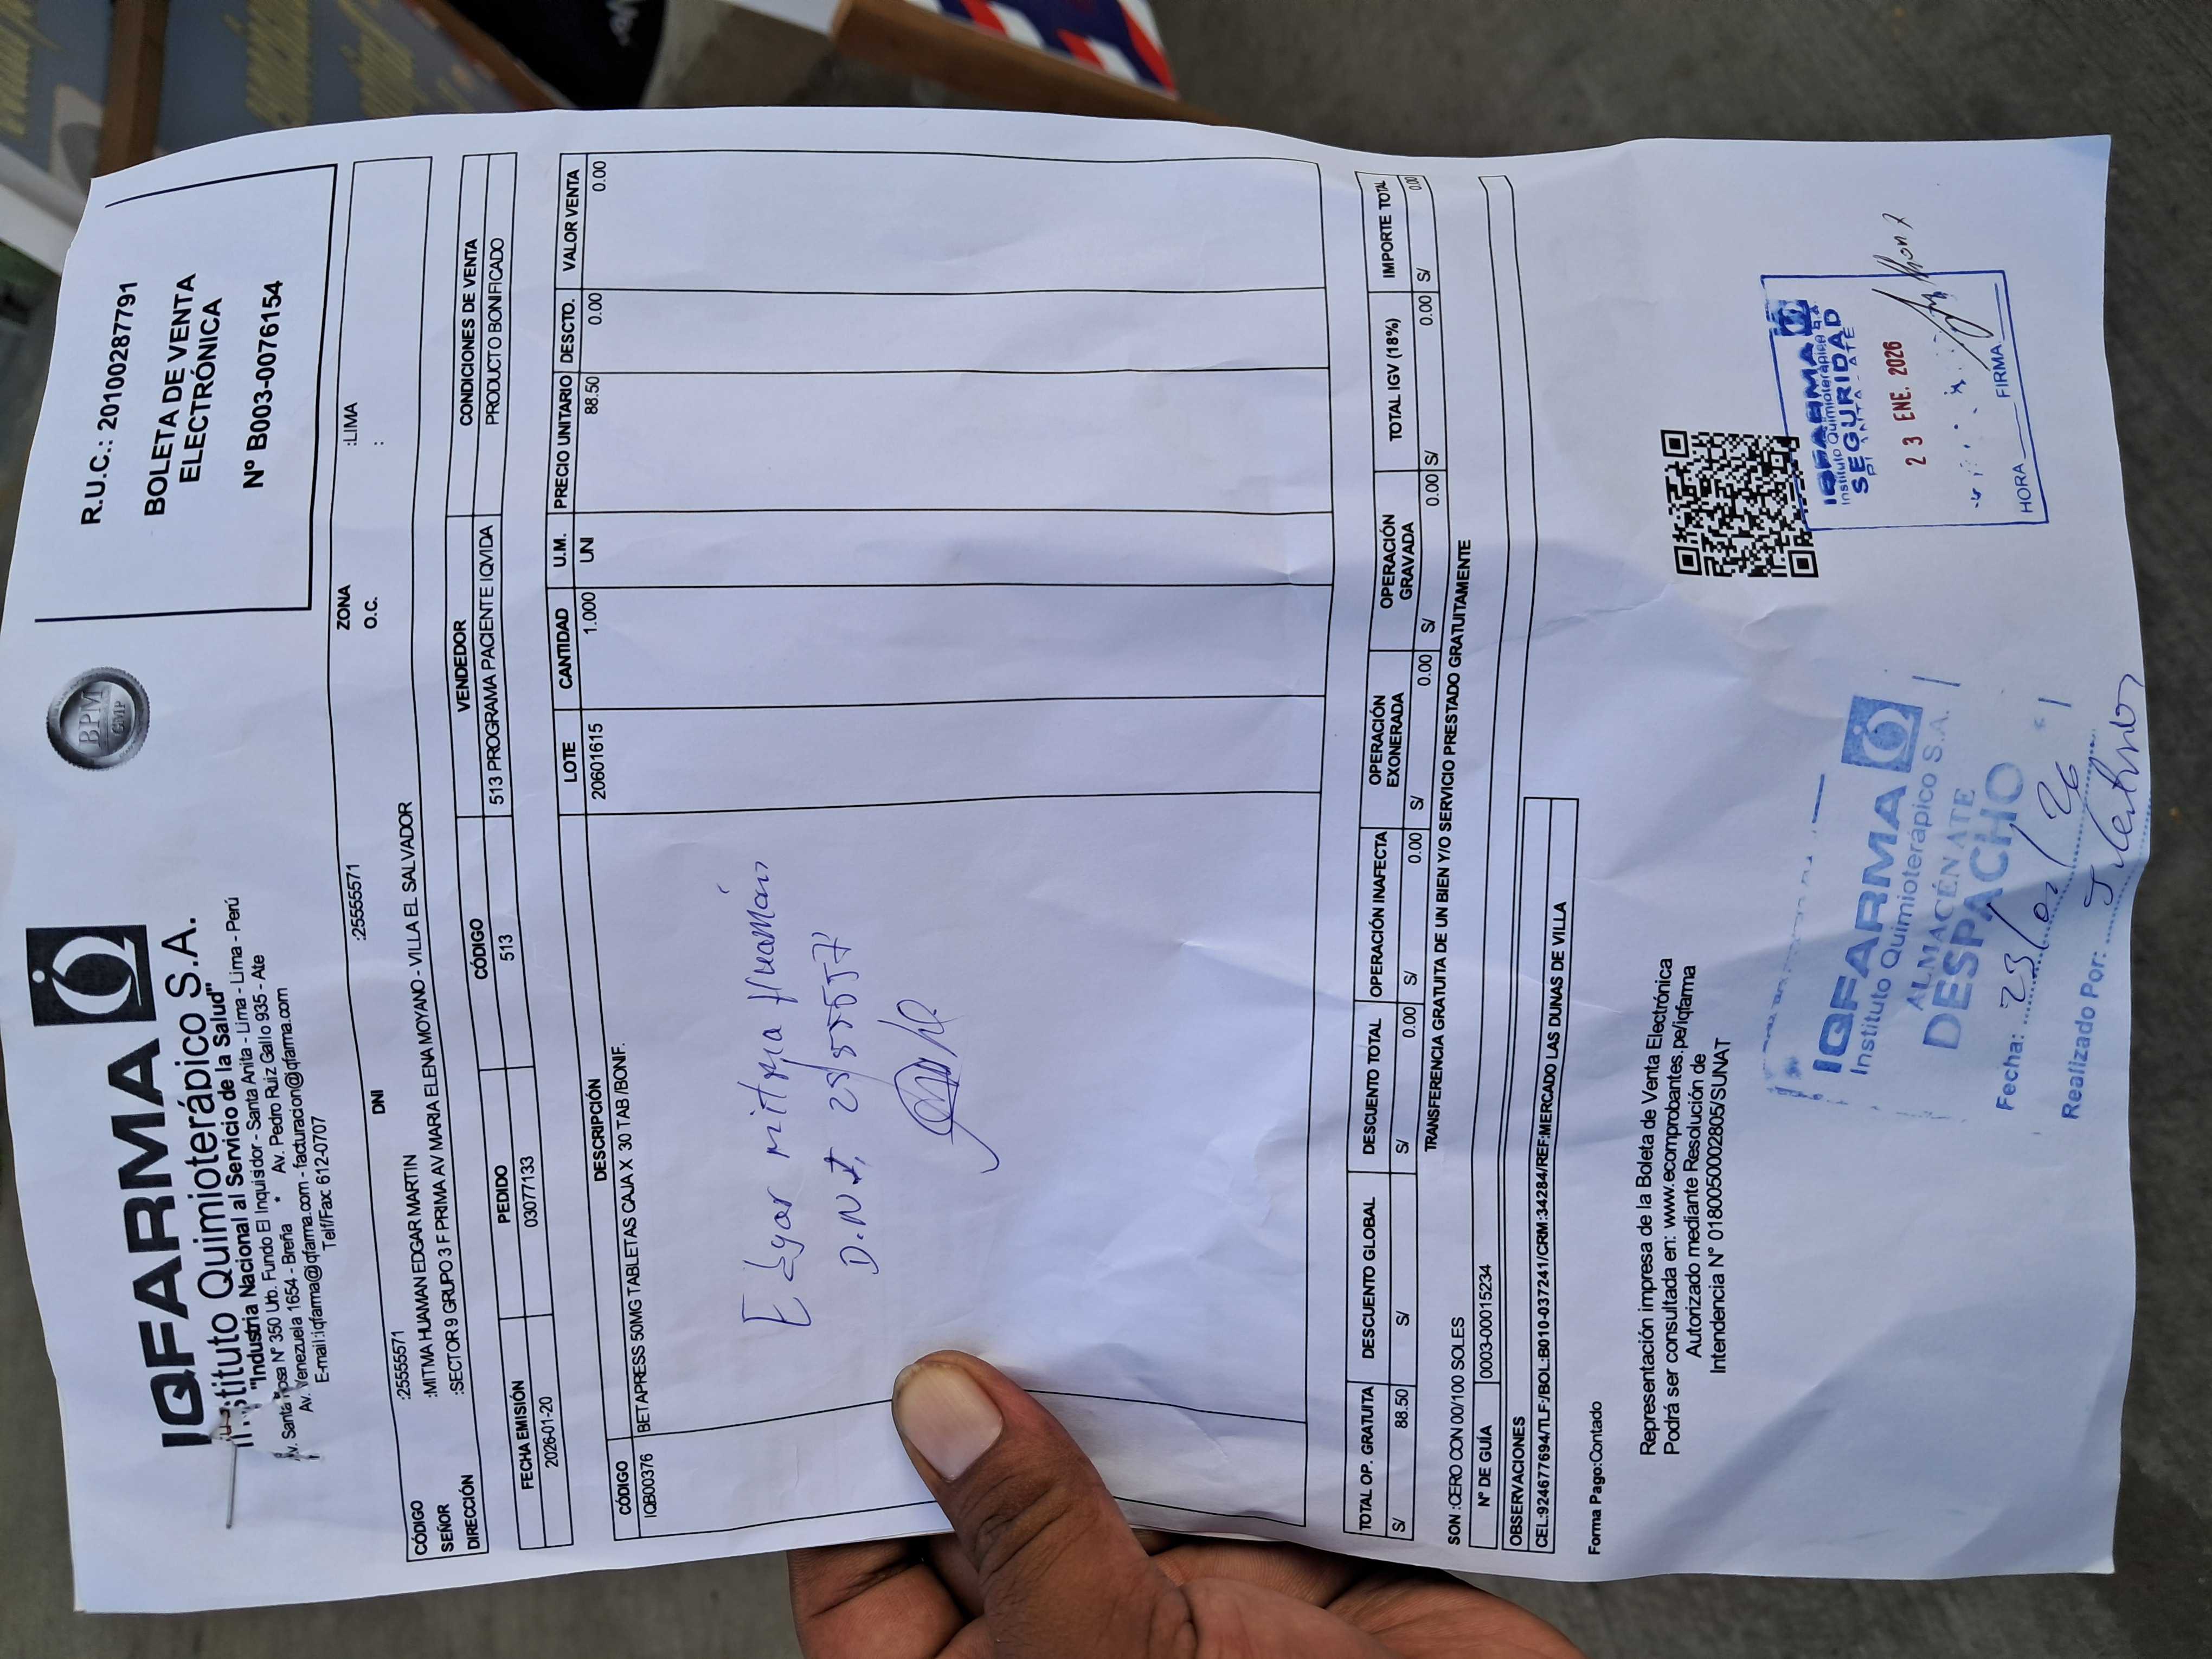 IQFARMA
Instituto Quimioterápico S.A.
"Industria Nacional al Servicio de la Salud"
Av. Santa Rosa N° 350 Urb. Fundo El Inquisidor - Santa Anita - Lima - Lima - Perú
Av. Venezuela 1654 - Breña * Av. Pedro Ruiz Gallo 935 - Ate
E-mail:iqfarma@iqfarma.com - facturacion@iqfarma.com
Telf/Fax: 612-0707
BPM
GMP
R.U.C.: 20100287791
BOLETA DE VENTA
ELECTRÓNICA
N° B003-0076154
CÓDIGO :25555571 DNI :25555571 ZONA :LIMA
SEÑOR :MITMA HUAMAN EDGAR MARTIN O.C. :
DIRECCIÓN :SECTOR 9 GRUPO 3 F PRIMA AV MARIA ELENA MOYANO - VILLA EL SALVADOR
FECHA EMISIÓN PEDIDO CÓDIGO VENDEDOR CONDICIONES DE VENTA
2026-01-20 03077133 513 513 PROGRAMA PACIENTE IQVIDA PRODUCTO BONIFICADO
CÓDIGO DESCRIPCIÓN LOTE CANTIDAD U.M. PRECIO UNITARIO DESCTO. VALOR VENTA
IQB00376 BETAPRESS 50MG TABLETAS CAJA X 30 TAB /BONIF. 20601615 1.000 UNI 88.50 0.00 0.00
Edgar mitma Huamán
D.N.I. 25555571
TOTAL OP. GRATUITA DESCUENTO GLOBAL DESCUENTO TOTAL OPERACIÓN INAFECTA OPERACIÓN EXONERADA OPERACIÓN GRAVADA TOTAL IGV (18%) IMPORTE TOTAL
S/ 88.50 S/ S/ 0.00 S/ 0.00 S/ 0.00 S/ 0.00 S/ 0.00 S/ 0.00
TRANSFERENCIA GRATUITA DE UN BIEN Y/O SERVICIO PRESTADO GRATUITAMENTE
SON :CERO CON 00/100 SOLES
N° DE GUÍA 0003-00015234
OBSERVACIONES
CEL:924677694/TLF:/BOL:B010-037241/CRM:34284/REF:MERCADO LAS DUNAS DE VILLA
Forma Pago:Contado
Representación impresa de la Boleta de Venta Electrónica
Podrá ser consultada en: www.ecomprobantes.pe/iqfarma
Autorizado mediante Resolución de
Intendencia N° 0180050002805/SUNAT
IQFARMA
Instituto Quimioterápico S.A.
ALMACÉN ATE
DESPACHO
Fecha: 23/01/26
Realizado Por:
IQFARMA
Instituto Quimioterápico S.A.
SEGURIDAD
PLANTA - ATE
23 ENE. 2026
HORA FIRMA